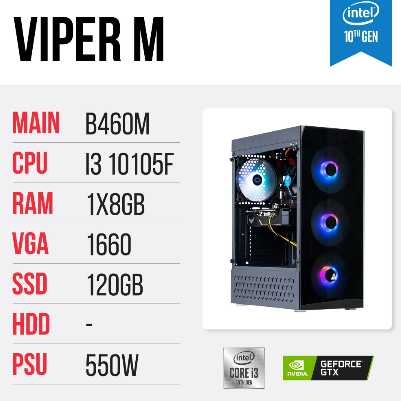 VIPER M
intel
10TH GEN
MAIN B460M
CPU I3 10105F
RAM 1X8GB
VGA 1660
SSD 120GB
HDD -
PSU 550W
intel
CORE i3
10TH GEN
NVIDIA.
GEFORCE
GTX